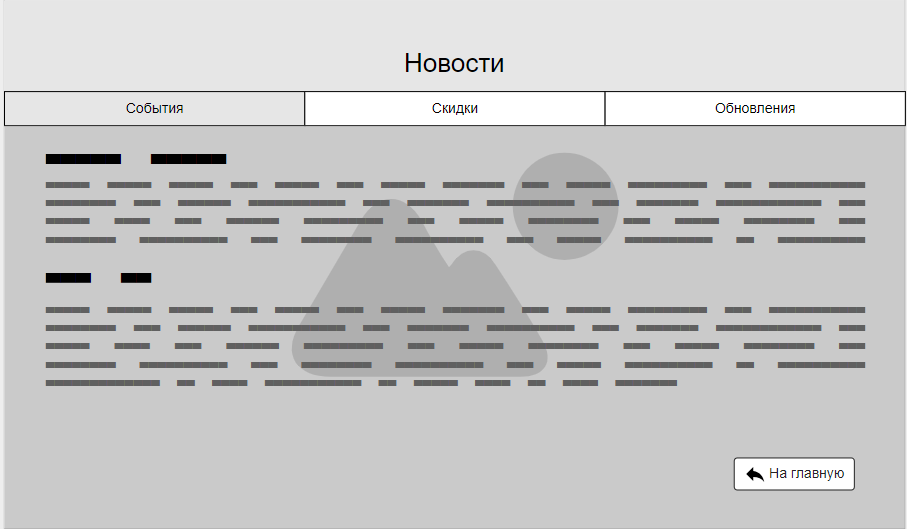 Новости
События
Скидки
Обновления
На главную